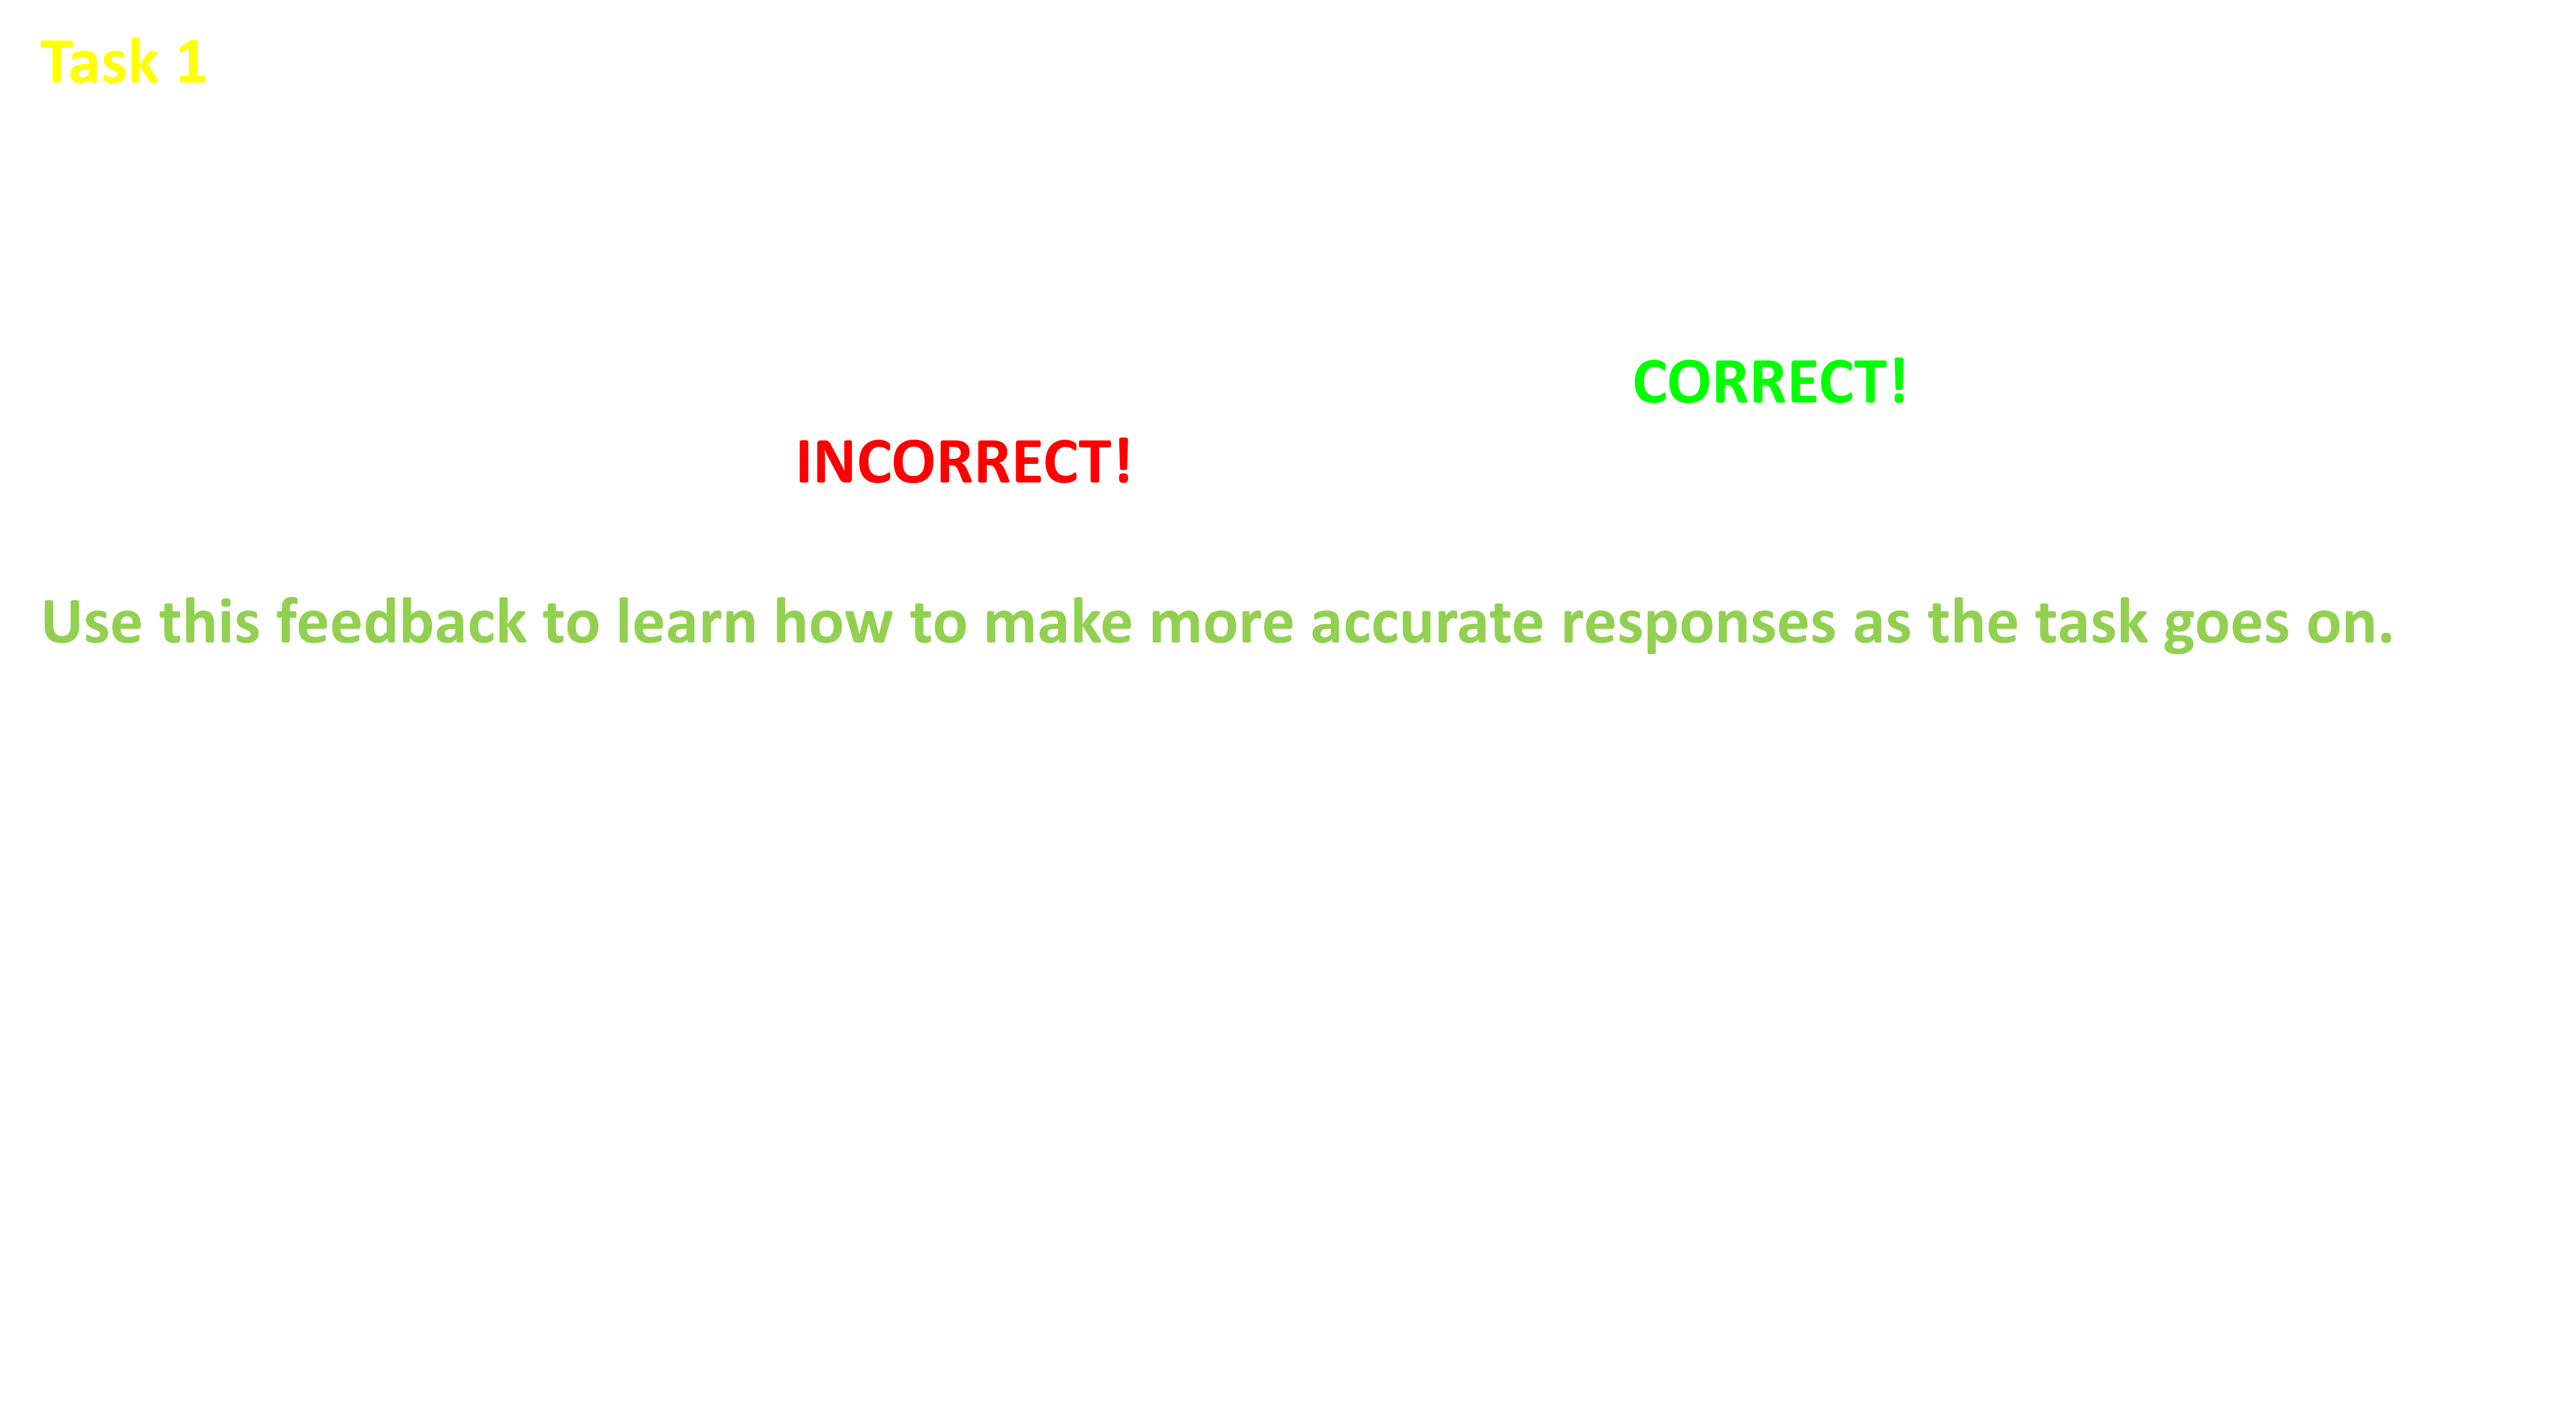 Task 1
CORRECT!
INCORRECT!
Use this feedback to learn how to make more accurate responses as the task goes on.